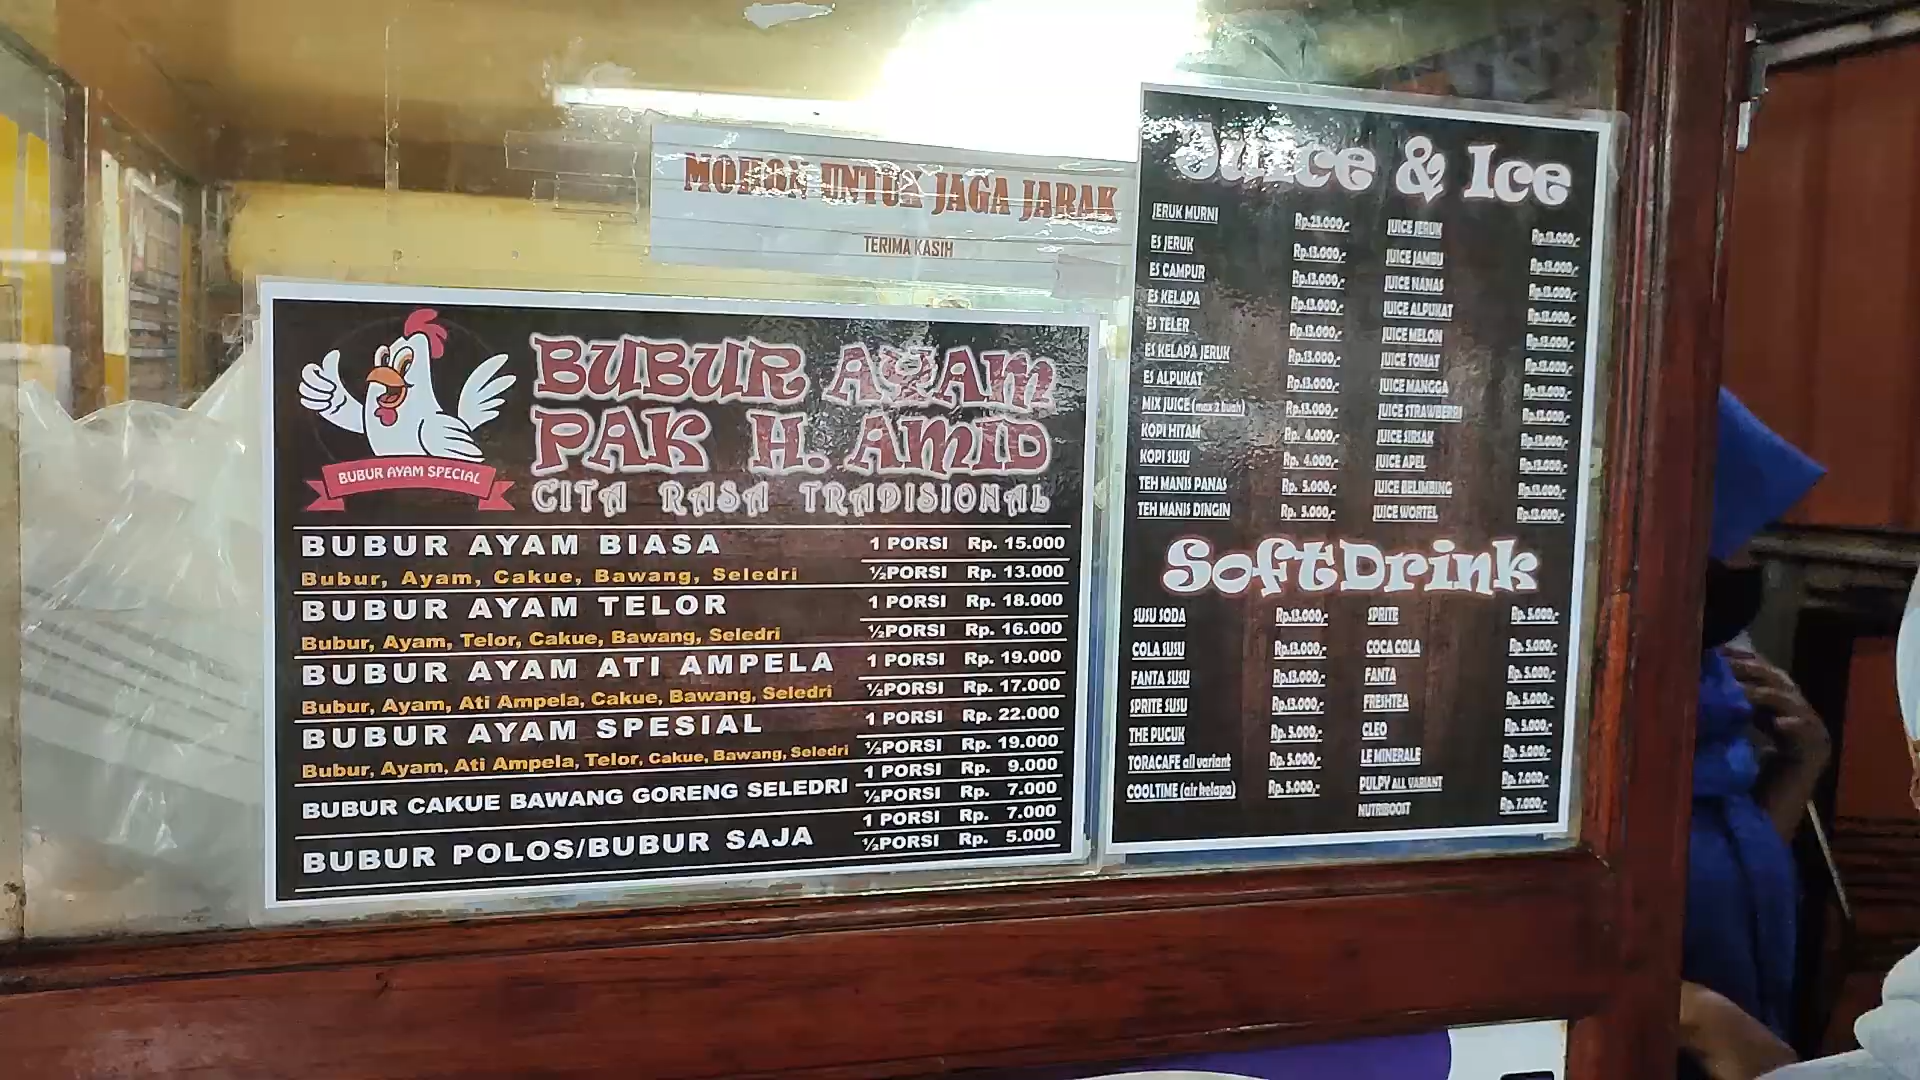 MOHON UNTUK JAGA JARAK
TERIMA KASIH
BUBUR AYAM SPECIAL
BUBUR AYAM
PAK H. AMID
CITA RASA TRADISIONAL
BUBUR AYAM BIASA 1 PORSI Rp. 15.000
Bubur, Ayam, Cakue, Bawang, Seledri ½PORSI Rp. 13.000
BUBUR AYAM TELOR 1 PORSI Rp. 18.000
Bubur, Ayam, Telor, Cakue, Bawang, Seledri ½PORSI Rp. 16.000
BUBUR AYAM ATI AMPELA 1 PORSI Rp. 19.000
Bubur, Ayam, Ati Ampela, Cakue, Bawang, Seledri ½PORSI Rp. 17.000
BUBUR AYAM SPESIAL 1 PORSI Rp. 22.000
Bubur, Ayam, Ati Ampela, Telor, Cakue, Bawang, Seledri ½PORSI Rp. 19.000
BUBUR CAKUE BAWANG GORENG SELEDRI 1 PORSI Rp. 9.000
½PORSI Rp. 7.000
BUBUR POLOS/BUBUR SAJA 1 PORSI Rp. 7.000
½PORSI Rp. 5.000
Juice & Ice
JERUK MURNI Rp.23.000,- JUICE JERUK Rp.13.000,-
ES JERUK Rp.13.000,- JUICE JAMBU Rp.13.000,-
ES CAMPUR Rp.13.000,- JUICE NANAS Rp.13.000,-
ES KELAPA Rp.13.000,- JUICE ALPUKAT Rp.13.000,-
ES TELER Rp.13.000,- JUICE MELON Rp.13.000,-
ES KELAPA JERUK Rp.13.000,- JUICE TOMAT Rp.13.000,-
ES ALPUKAT Rp.13.000,- JUICE MANGGA Rp.13.000,-
MIX JUICE (max 2 buah) Rp.13.000,- JUICE STRAWBERRI Rp.13.000,-
KOPI HITAM Rp. 4.000,- JUICE SIRSAK Rp.13.000,-
KOPI SUSU Rp. 4.000,- JUICE APEL Rp.13.000,-
TEH MANIS PANAS Rp. 5.000,- JUICE BELIMBING Rp.13.000,-
TEH MANIS DINGIN Rp. 5.000,- JUICE WORTEL Rp.13.000,-
SoftDrink
SUSU SODA Rp.13.000,- SPRITE Rp. 5.000,-
COLA SUSU Rp.13.000,- COCA COLA Rp. 5.000,-
FANTA SUSU Rp.13.000,- FANTA Rp. 5.000,-
SPRITE SUSU Rp.13.000,- FRESHTEA Rp. 5.000,-
THE PUCUK Rp. 5.000,- CLEO Rp. 5.000,-
TORACAFE all variant Rp. 5.000,- LE MINERALE Rp. 5.000,-
COOLTIME (air kelapa) Rp. 5.000,- PULPY ALL VARIANT Rp. 7.000,-
NUTRIBOOST Rp. 7.000,-